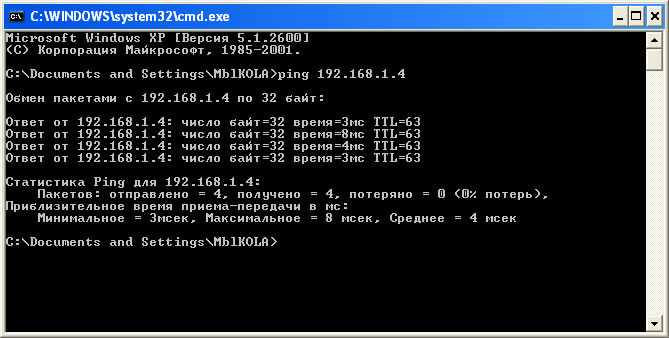 C:\WINDOWS\system32\cmd.exe
Microsoft Windows XP [Версия 5.1.2600]
(C) Корпорация Майкрософт, 1985-2001.
C:\Documents and Settings\MblKOLA>ping 192.168.1.4
Обмен пакетами с 192.168.1.4 по 32 байт:
Ответ от 192.168.1.4: число байт=32 время=3мс TTL=63
Ответ от 192.168.1.4: число байт=32 время=8мс TTL=63
Ответ от 192.168.1.4: число байт=32 время=4мс TTL=63
Ответ от 192.168.1.4: число байт=32 время=3мс TTL=63
Статистика Ping для 192.168.1.4:
Пакетов: отправлено = 4, получено = 4, потеряно = 0 (0% потерь),
Приблизительное время приема-передачи в мс:
Минимальное = 3мсек, Максимальное = 8 мсек, Среднее = 4 мсек
C:\Documents and Settings\MblKOLA>